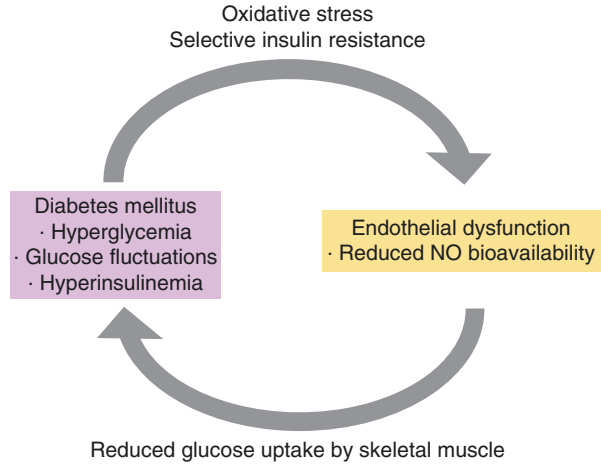 Oxidative stress
Selective insulin resistance
Diabetes mellitus
· Hyperglycemia
· Glucose fluctuations
· Hyperinsulinemia
Endothelial dysfunction
· Reduced NO bioavailability
Reduced glucose uptake by skeletal muscle